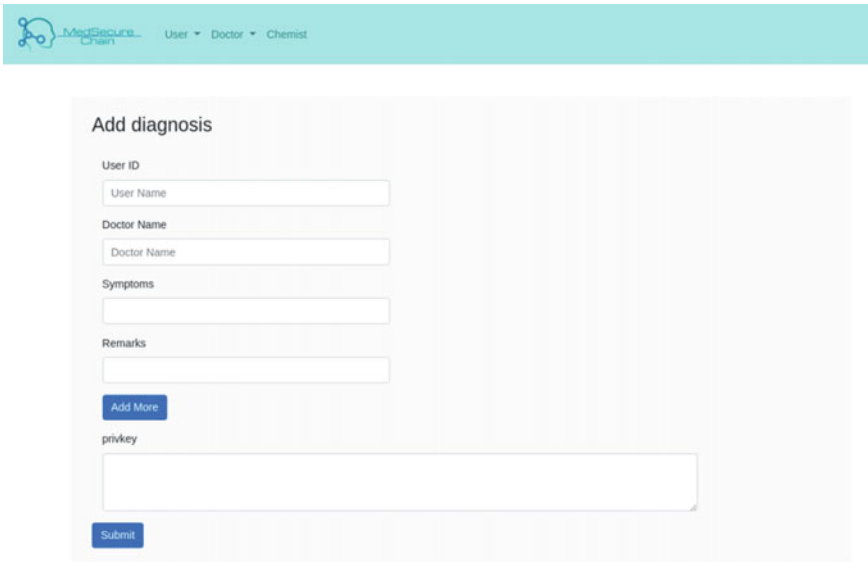 MedSecure
Chain
User Doctor Chemist
Add diagnosis
User ID
User Name
Doctor Name
Doctor Name
Symptoms
Remarks
Add More
privkey
Submit